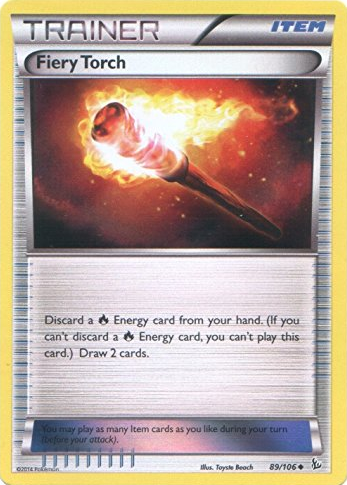 TRAINER
ITEM
Fiery Torch
Discard a 🔥 Energy card from your hand. (If you
can't discard a 🔥 Energy card, you can't play this
card.) Draw 2 cards.
You may play as many Item cards as you like during your turn
(before your attack).
©2014 Pokémon
Illus. Toyste Beach
89/106